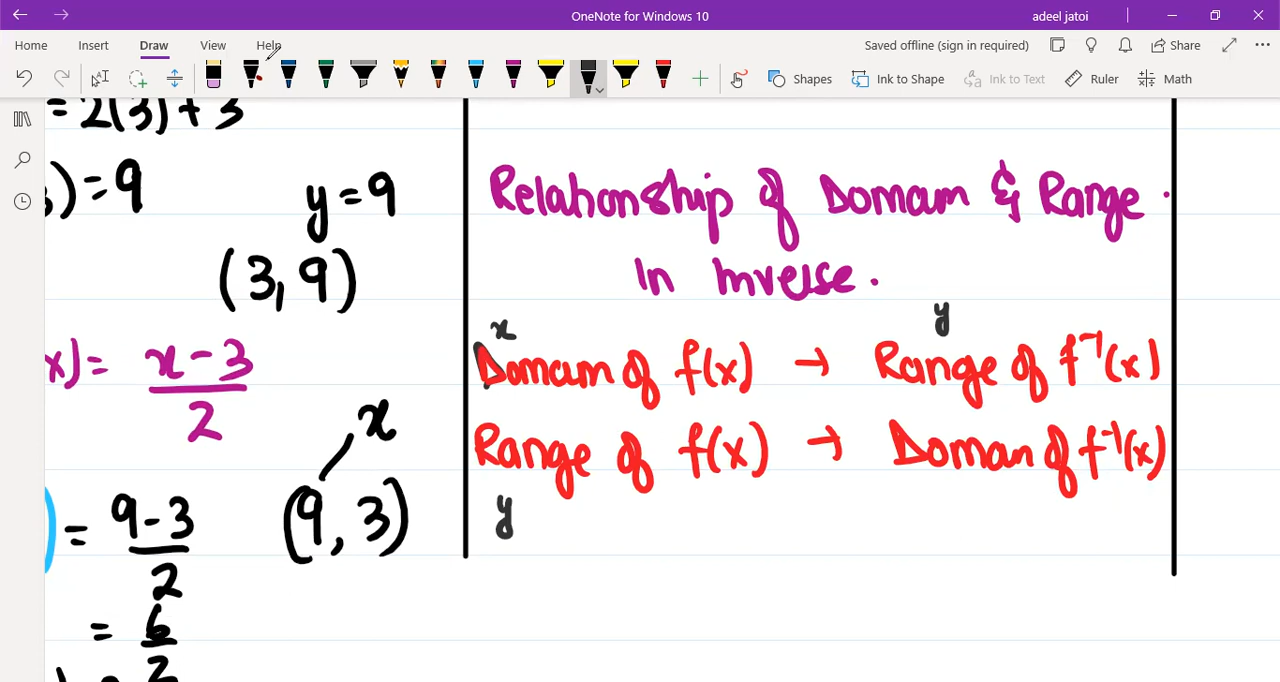 OneNote for Windows 10
adeel jatoi
Home Insert Draw View Help
Saved offline (sign in required)
Share
Shapes
Ink to Shape
Ink to Text
Ruler
Math
= 2(3) + 3
) = 9
y = 9
(3, 9)
x) = x - 3
2
x
(9, 3)
= 9 - 3
2
= 6
2
Relationship of Domain & Range
In Inverse.
x
y
Domain of f(x) → Range of f⁻¹(x)
Range of f(x) → Doman of f⁻¹(x)
y